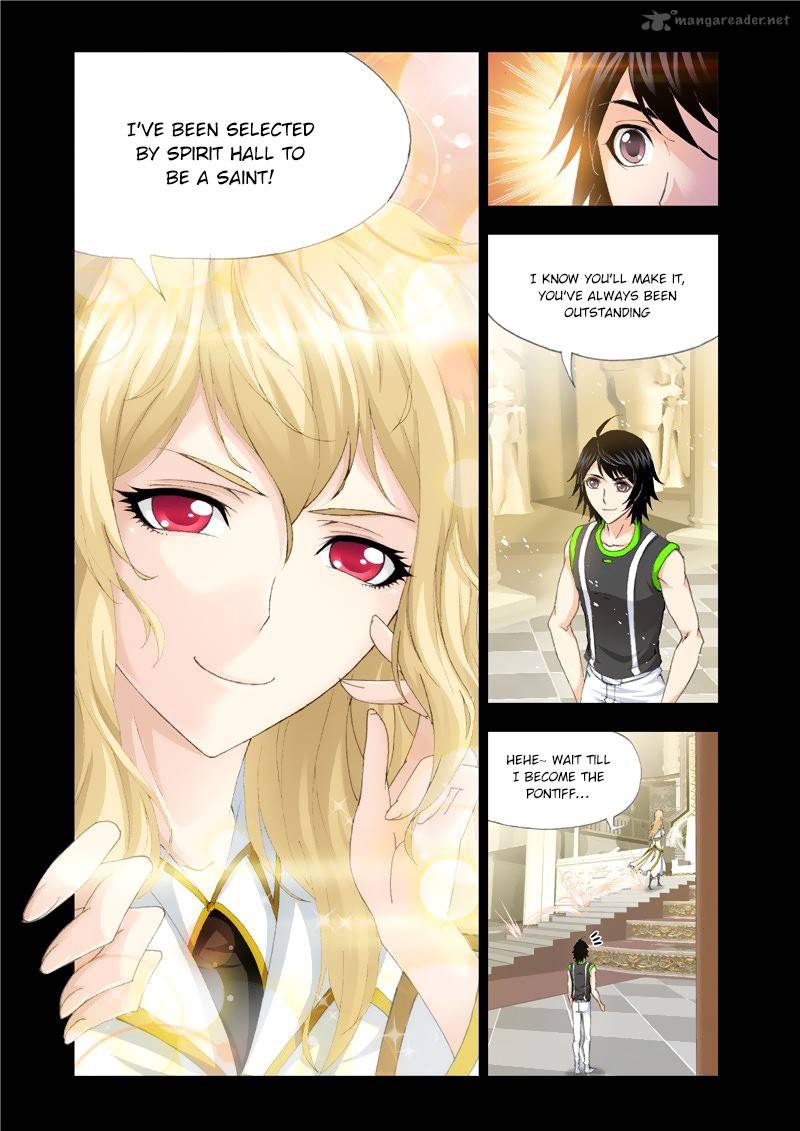 mangareader.net
I'VE BEEN SELECTED
BY SPIRIT HALL TO
BE A SAINT!
I KNOW YOU'LL MAKE IT,
YOU'VE ALWAYS BEEN
OUTSTANDING
HEHE~ WAIT TILL
I BECOME THE
PONTIFF...